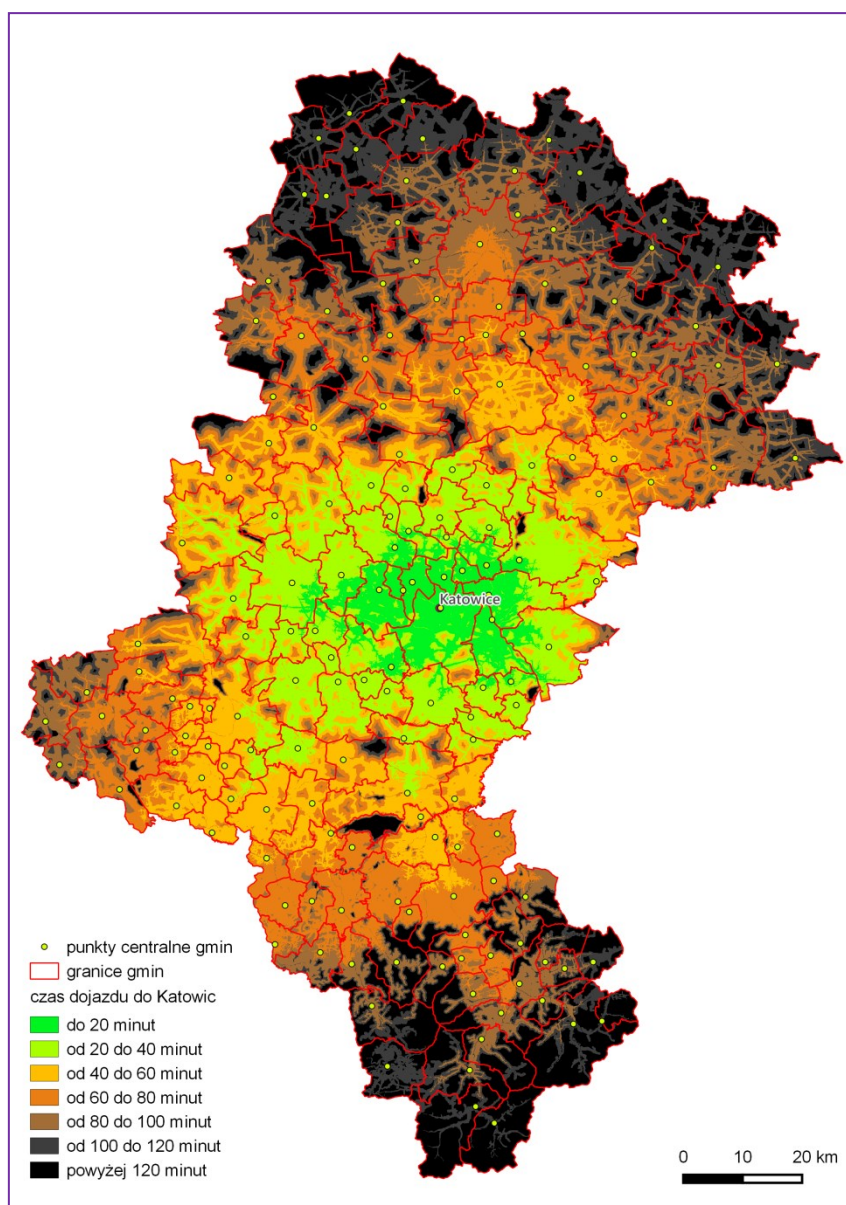 Katowice
punkty centralne gmin
granice gmin
czas dojazdu do Katowic
do 20 minut
od 20 do 40 minut
od 40 do 60 minut
od 60 do 80 minut
od 80 do 100 minut
od 100 do 120 minut
powyżej 120 minut
0 10 20 km